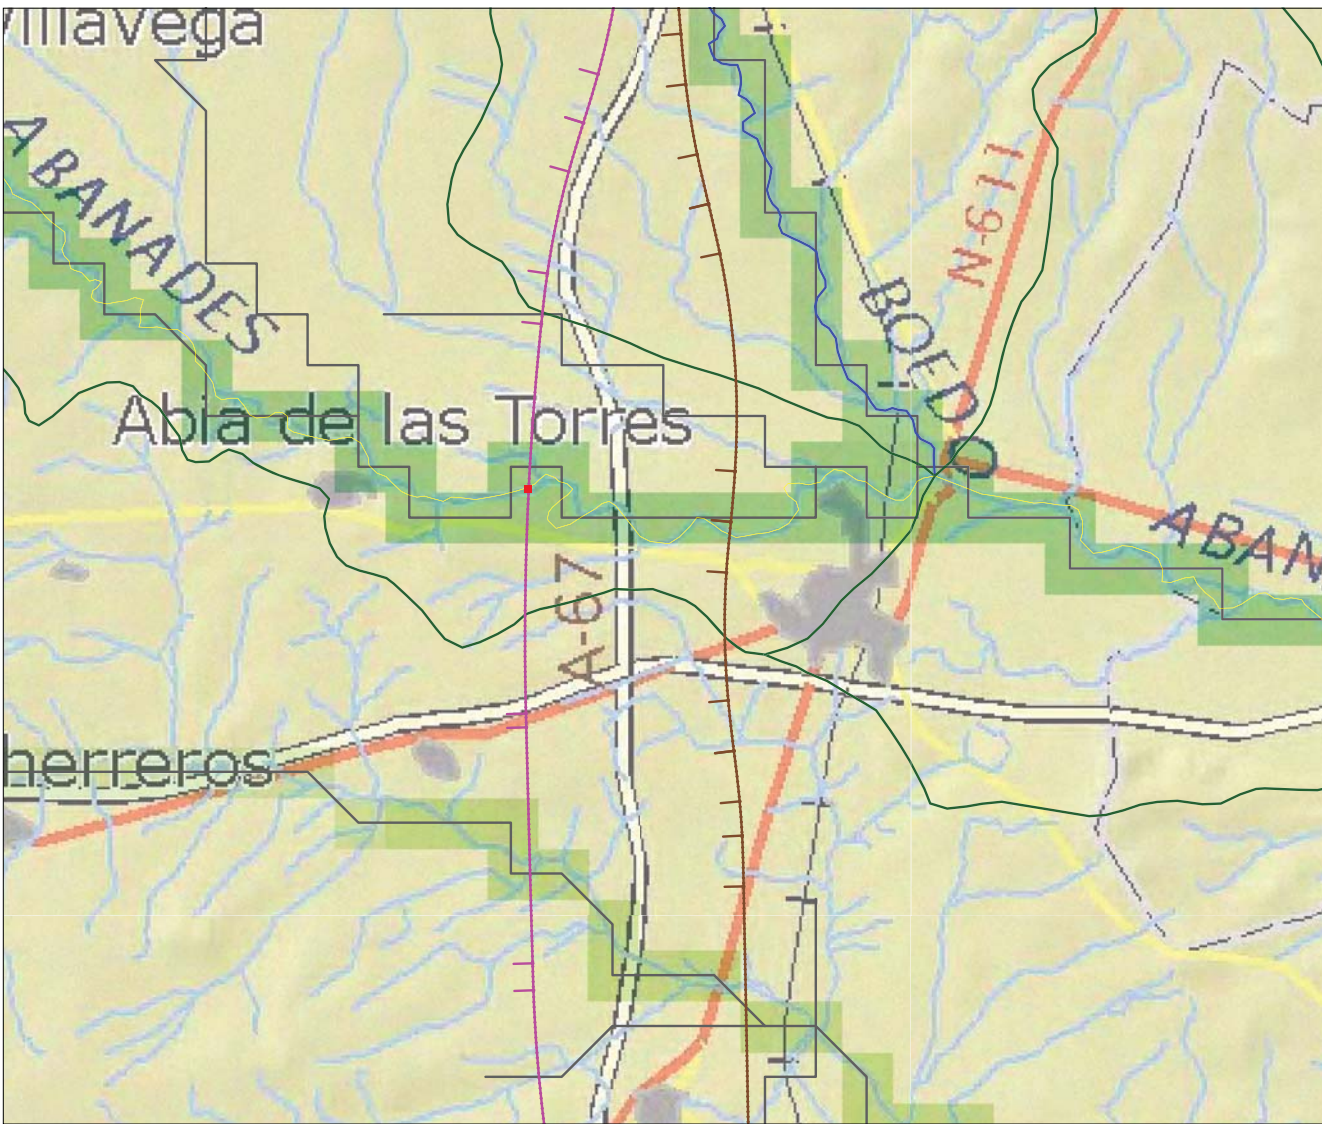 Villavega
ABANADES
N-611
BOEDO
Abia de las Torres
ABAN
A-67
herreros